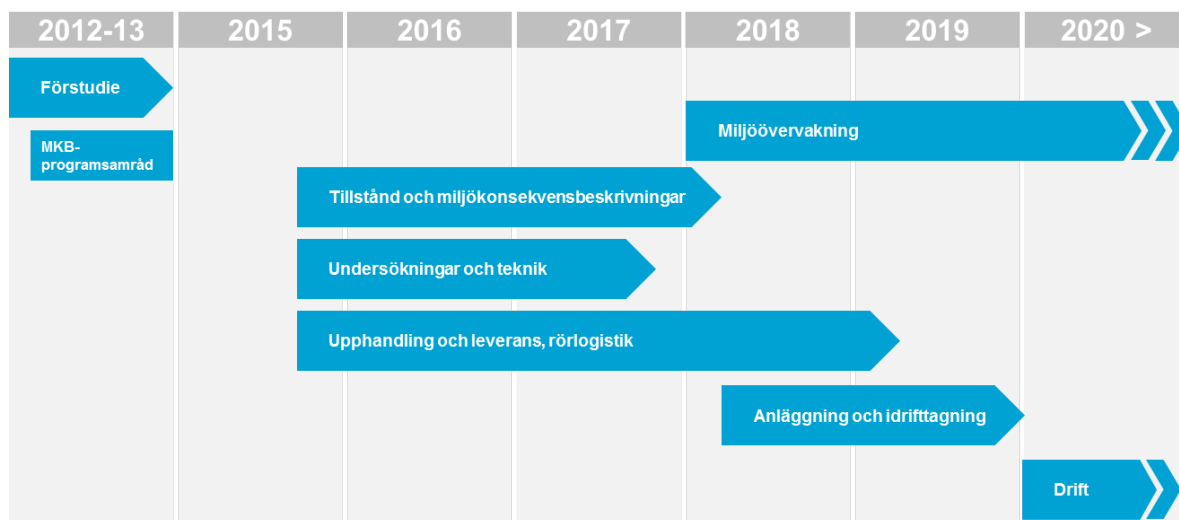 2012-13 2015 2016 2017 2018 2019 2020 >
Förstudie
Miljöövervakning
MKB-
programsamråd
Tillstånd och miljökonsekvensbeskrivningar
Undersökningar och teknik
Upphandling och leverans, rörlogistik
Anläggning och idrifttagning
Drift